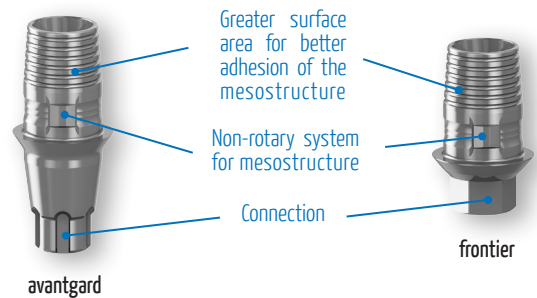 Greater surface
area for better
adhesion of the
mesostructure
Non-rotary system
for mesostructure
Connection
frontier
avantgard